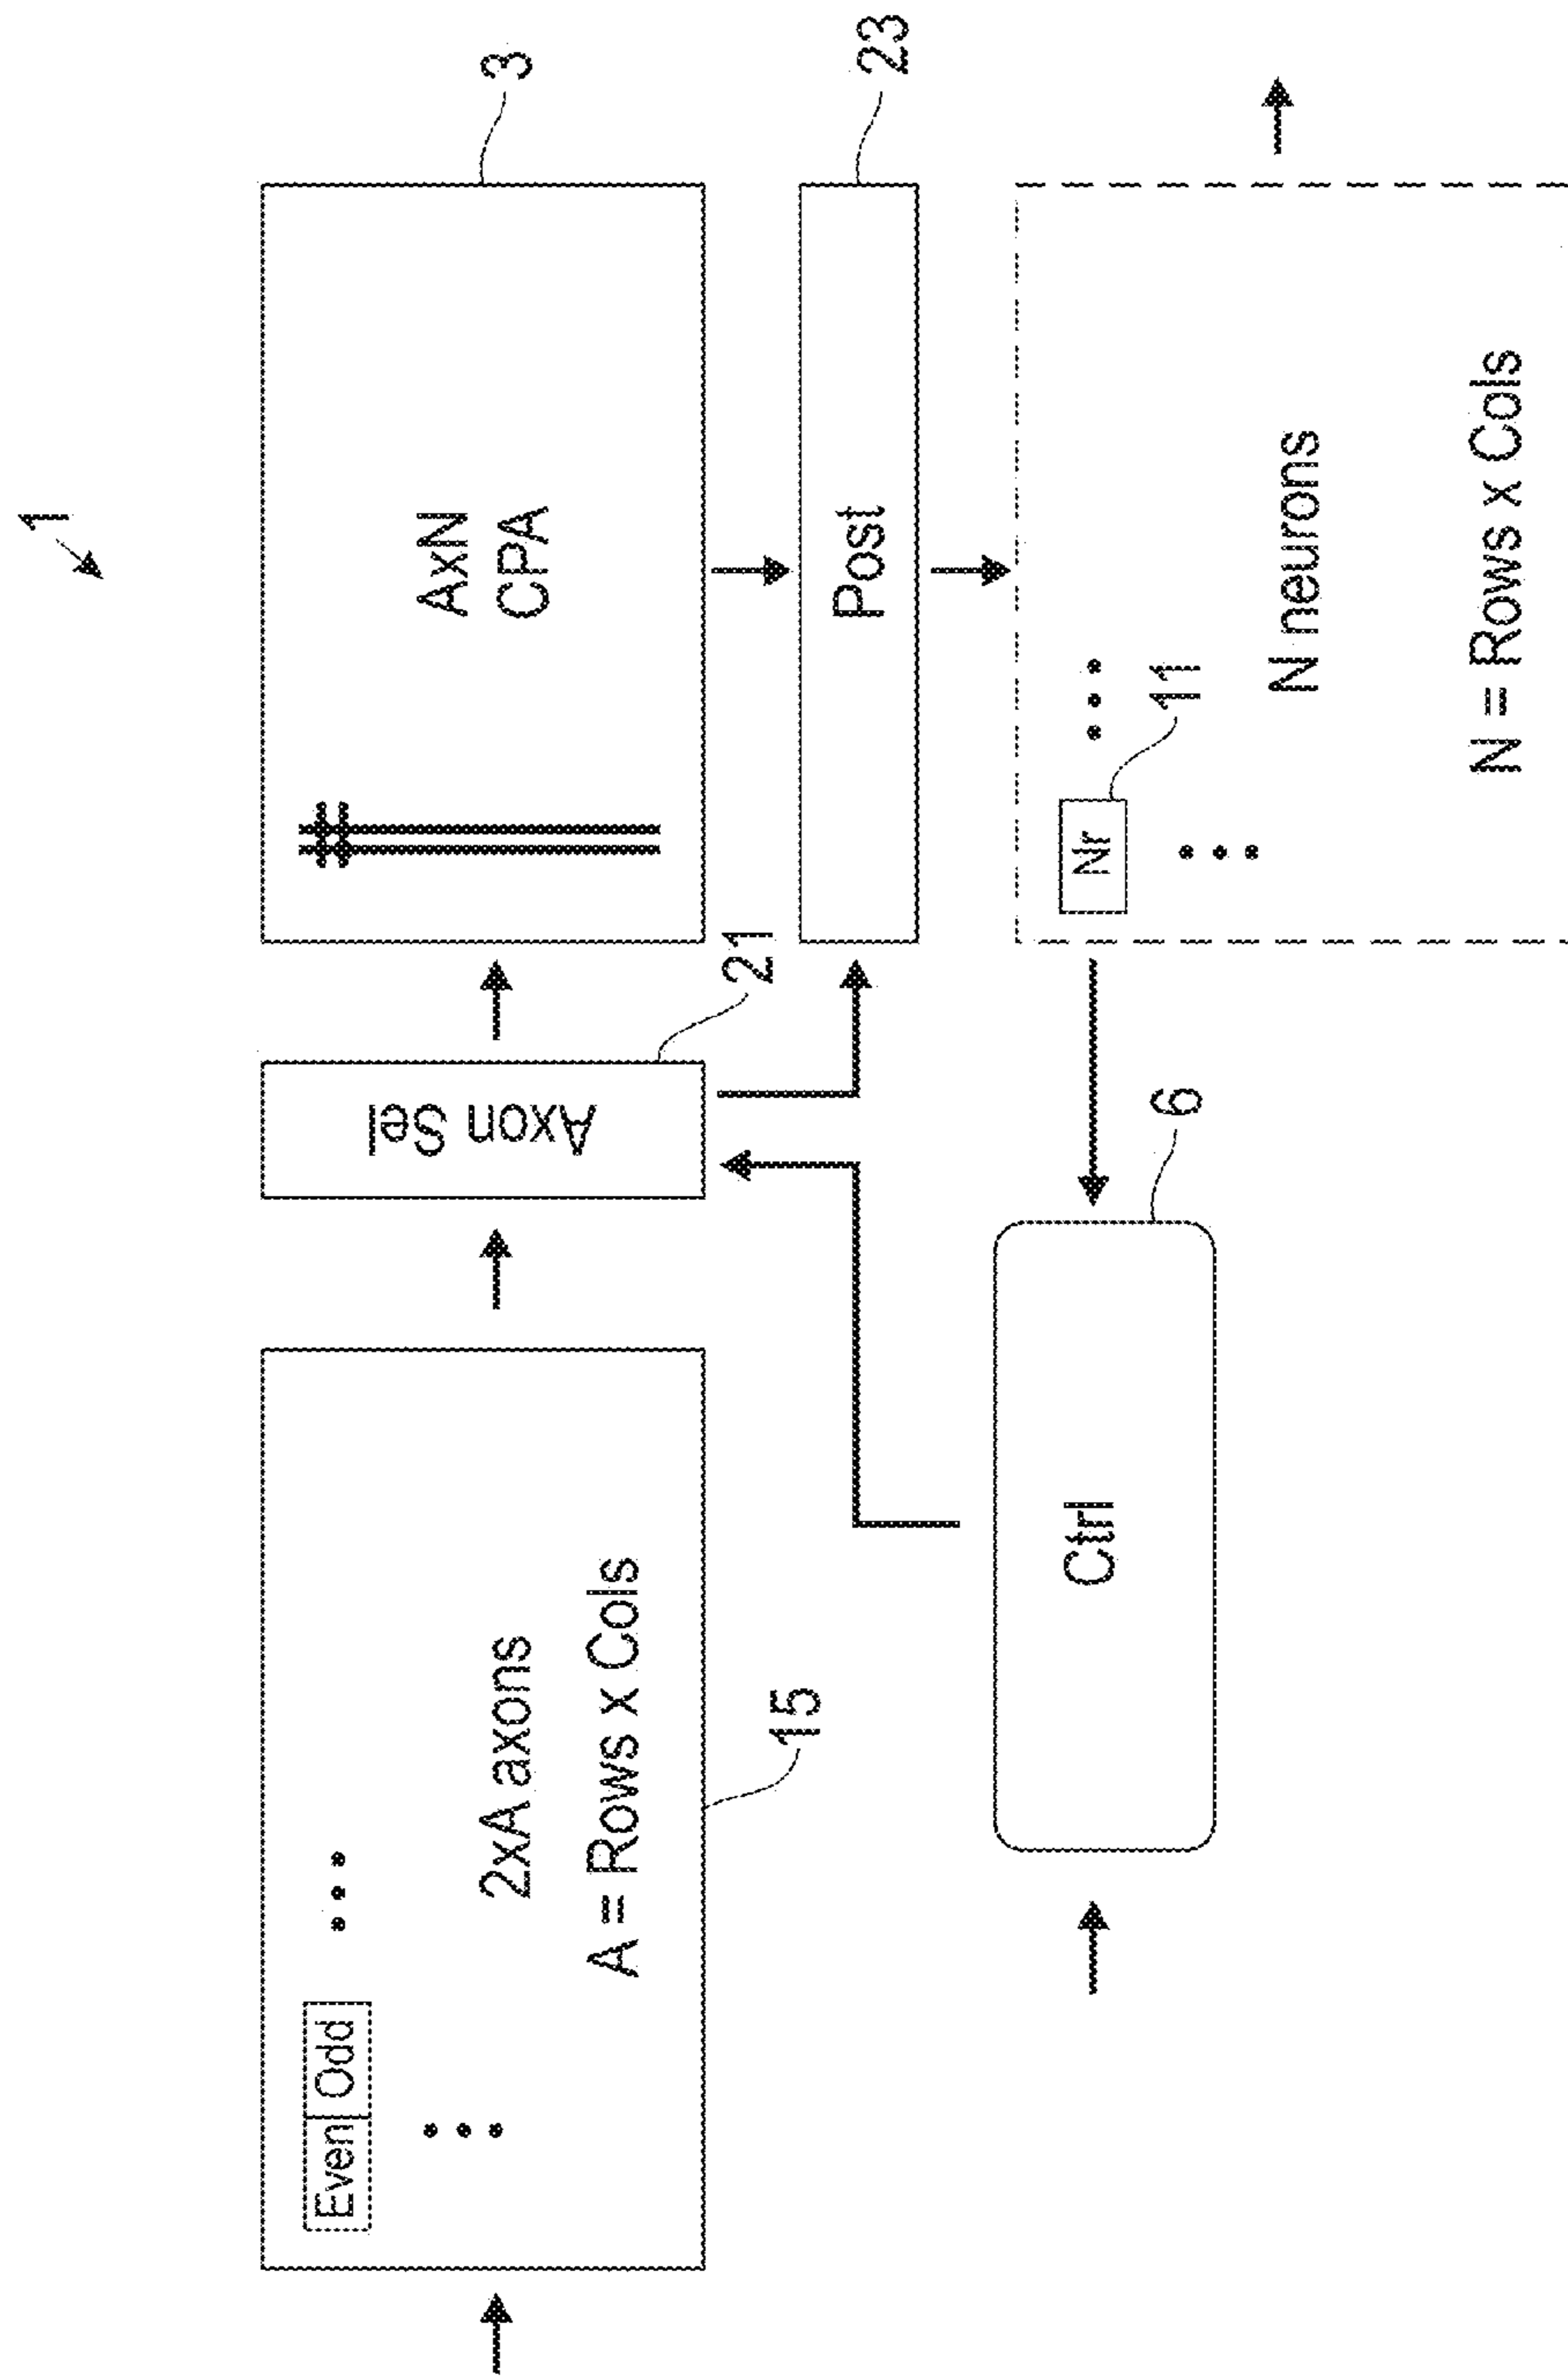 1
Even Odd
2xA axons
A = Rows x Cols
15
Axon Sel
21
AxN
CPA
3
Post
23
Ctrl
6
Nr
11
N neurons
N = Rows x Cols